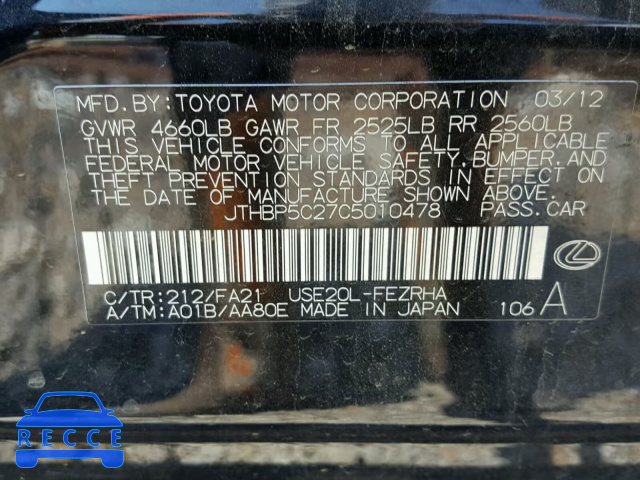 MFD. BY: TOYOTA MOTOR CORPORATION 03/12
GVWR 4660LB GAWR FR 2525LB RR 2560LB
THIS VEHICLE CONFORMS TO ALL APPLICABLE
FEDERAL MOTOR VEHICLE SAFETY, BUMPER, AND
THEFT PREVENTION STANDARDS IN EFFECT ON
THE DATE OF MANUFACTURE SHOWN ABOVE.
JTHBP5C27C5010478 PASS. CAR
C/TR: 212/FA21 USE20L-FEZRHA
A/TM: A01B/AA80E MADE IN JAPAN 106 A
RECCE